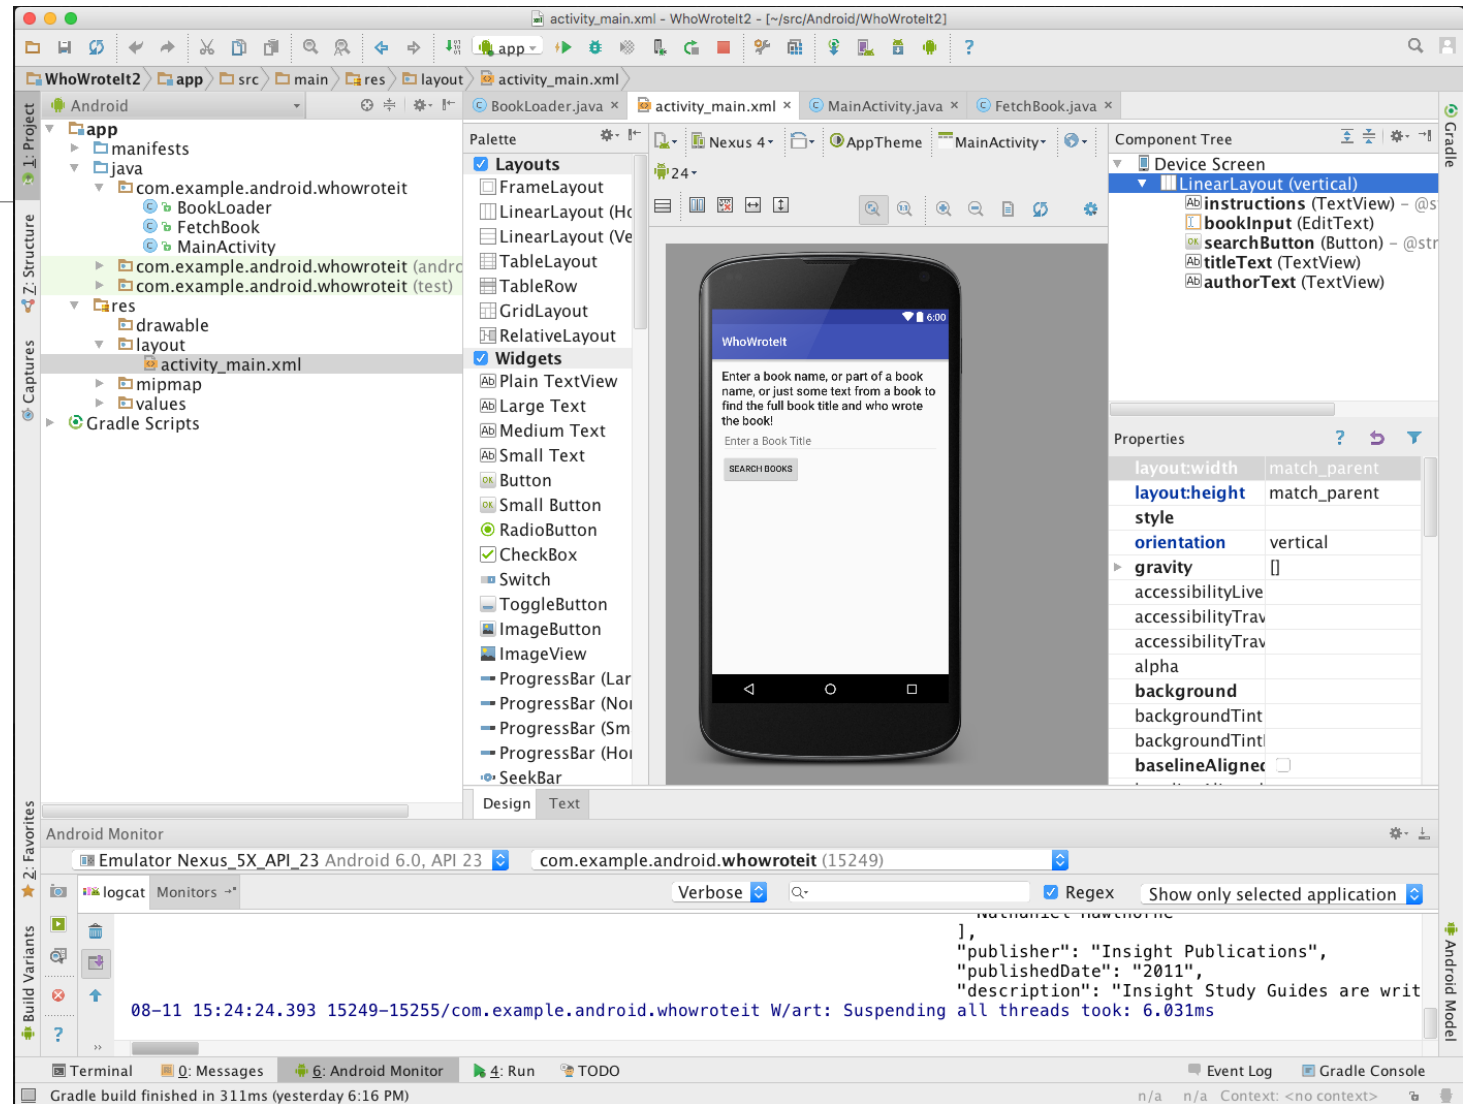 activity_main.xml - WhoWroteIt2 - [~/src/Android/WhoWroteIt2]
app
?
WhoWroteIt2 app src main res layout activity_main.xml
1: Project
Z: Structure
Captures
2: Favorites
Build Variants
Android
app
manifests
java
com.example.android.whowroteit
BookLoader
FetchBook
MainActivity
com.example.android.whowroteit (andro
com.example.android.whowroteit (test)
res
drawable
layout
activity_main.xml
mipmap
values
Gradle Scripts
BookLoader.java × activity_main.xml × MainActivity.java × FetchBook.java ×
Palette
Layouts
FrameLayout
LinearLayout (Ho
LinearLayout (Ve
TableLayout
TableRow
GridLayout
RelativeLayout
Widgets
Plain TextView
Large Text
Medium Text
Small Text
Button
Small Button
RadioButton
CheckBox
Switch
ToggleButton
ImageButton
ImageView
ProgressBar (Lar
ProgressBar (Nor
ProgressBar (Sm
ProgressBar (Hor
SeekBar
Nexus 4 AppTheme MainActivity
24
6:00
WhoWroteIt
Enter a book name, or part of a book
name, or just some text from a book to
find the full book title and who wrote
the book!
Enter a Book Title
SEARCH BOOKS
Design Text
Component Tree
Device Screen
LinearLayout (vertical)
Ab instructions (TextView) – @s
I bookInput (EditText)
OK searchButton (Button) – @str
Ab titleText (TextView)
Ab authorText (TextView)
Properties ?
layout:width match_parent
layout:height match_parent
style
orientation vertical
gravity []
accessibilityLive
accessibilityTrav
accessibilityTrav
alpha
background
backgroundTint
backgroundTint
baselineAligned
Gradle
Android Model
Android Monitor
Emulator Nexus_5X_API_23 Android 6.0, API 23 com.example.android.whowroteit (15249)
logcat Monitors Verbose Regex Show only selected application
Nathaniel Hawthorne
],
"publisher": "Insight Publications",
"publishedDate": "2011",
"description": "Insight Study Guides are writ
08-11 15:24:24.393 15249-15255/com.example.android.whowroteit W/art: Suspending all threads took: 6.031ms
?
Terminal 0: Messages 6: Android Monitor 4: Run TODO Event Log Gradle Console
Gradle build finished in 311ms (yesterday 6:16 PM) n/a n/a Context: <no context>